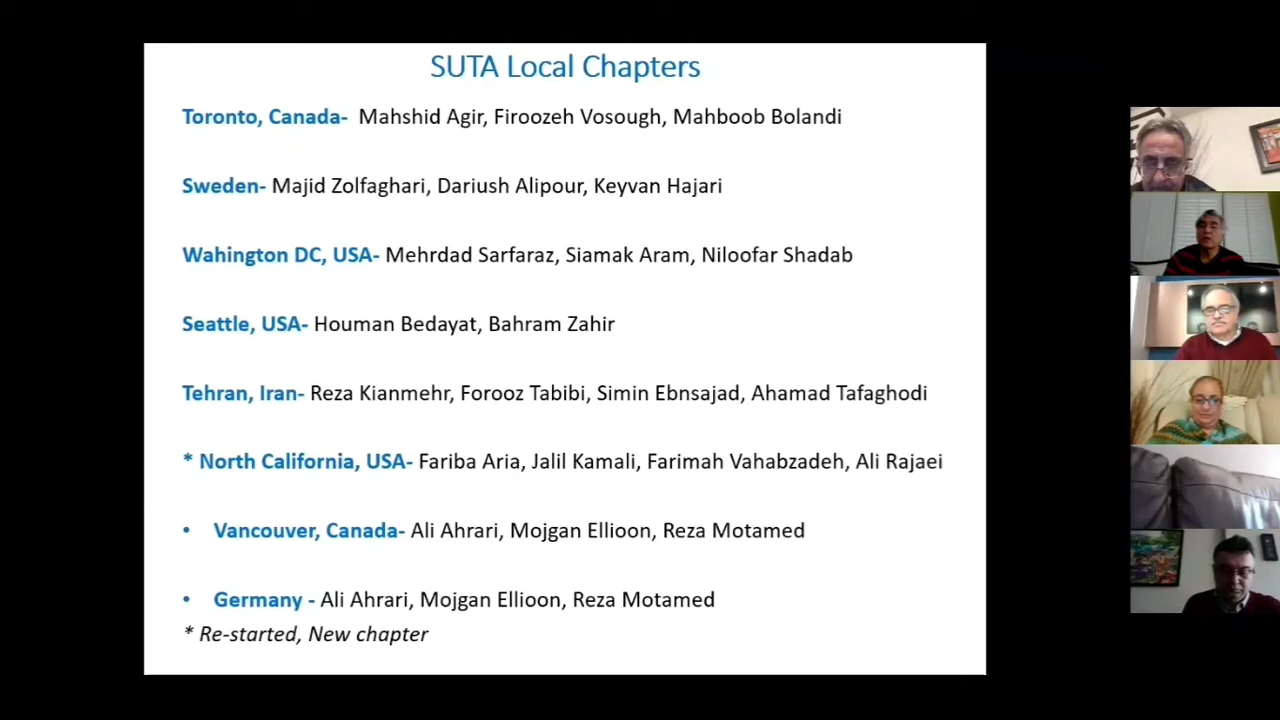 SUTA Local Chapters
Toronto, Canada- Mahshid Agir, Firoozeh Vosough, Mahboob Bolandi
Sweden- Majid Zolfaghari, Dariush Alipour, Keyvan Hajari
Wahington DC, USA- Mehrdad Sarfaraz, Siamak Aram, Niloofar Shadab
Seattle, USA- Houman Bedayat, Bahram Zahir
Tehran, Iran- Reza Kianmehr, Forooz Tabibi, Simin Ebnsajad, Ahamad Tafaghodi
* North California, USA- Fariba Aria, Jalil Kamali, Farimah Vahabzadeh, Ali Rajaei
• Vancouver, Canada- Ali Ahrari, Mojgan Ellioon, Reza Motamed
• Germany - Ali Ahrari, Mojgan Ellioon, Reza Motamed
* Re-started, New chapter